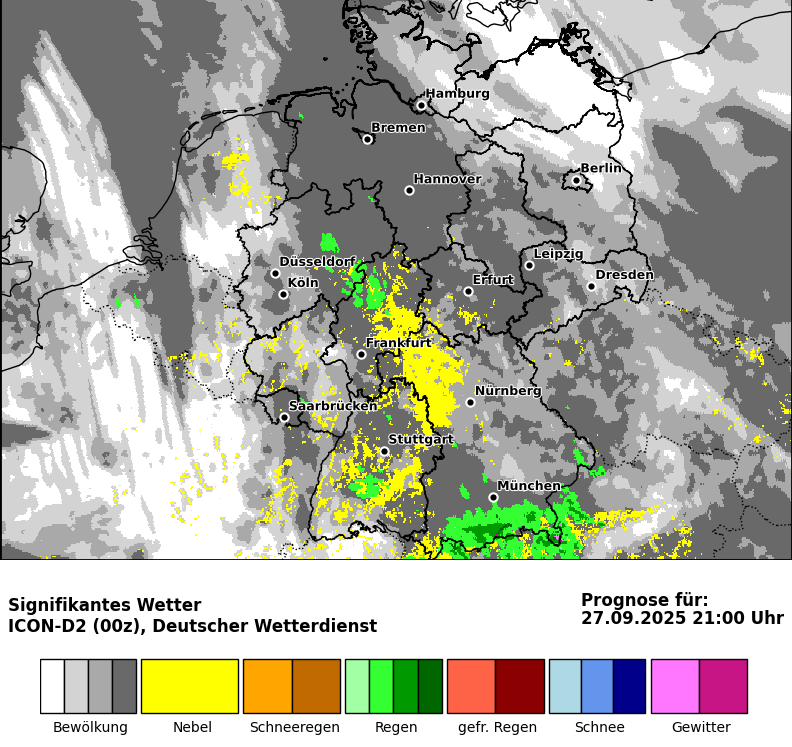 Hamburg
Bremen
Berlin
Hannover
Leipzig
Düsseldorf
Dresden
Köln
Erfurt
Frankfurt
Nürnberg
Saarbrücken
Stuttgart
München
Signifikantes Wetter
ICON-D2 (00z), Deutscher Wetterdienst
Prognose für:
27.09.2025 21:00 Uhr
Bewölkung
Nebel
Schneeregen
Regen
gefr. Regen
Schnee
Gewitter